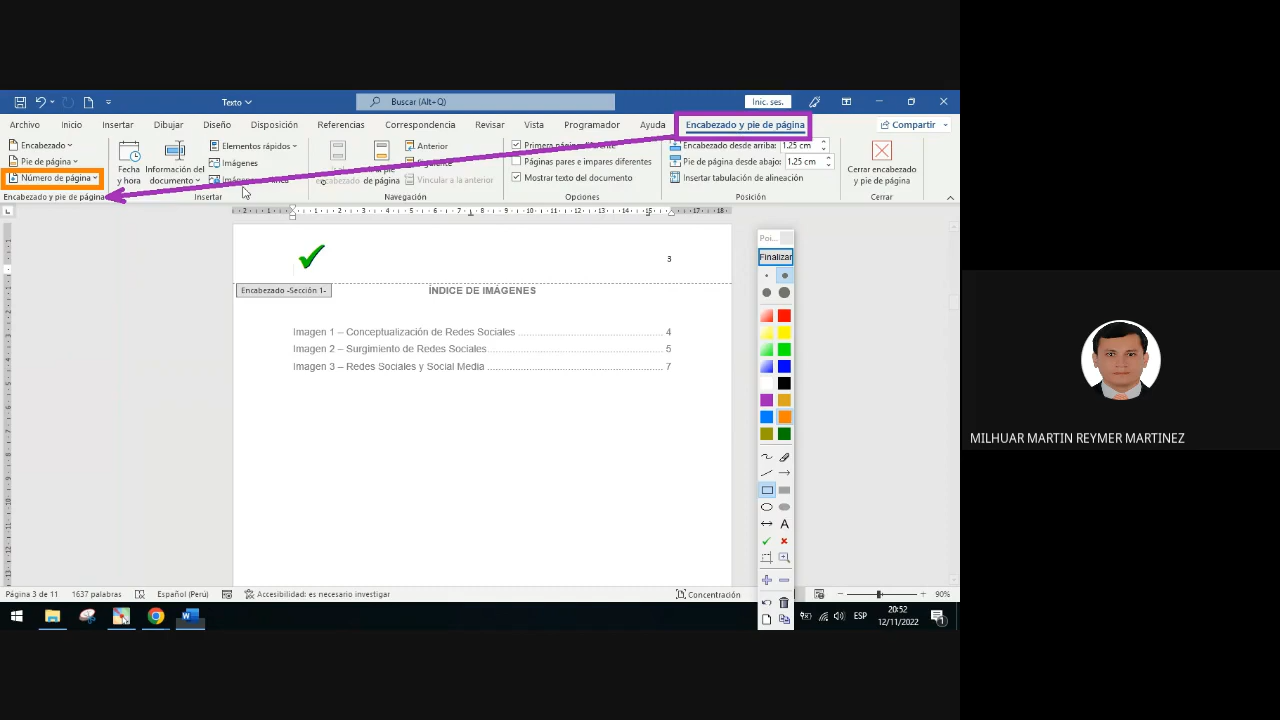 Texto
Buscar (Alt+Q)
Inic. ses.
Archivo Inicio Insertar Dibujar Diseño Disposición Referencias Correspondencia Revisar Vista Programador Ayuda Encabezado y pie de página Compartir
Encabezado
Pie de página
Número de página
Encabezado y pie de página
Fecha y hora
Información del documento
Elementos rápidos
Imágenes
Insertar
de página
Anterior
Vincular a la anterior
Navegación
Páginas pares e impares diferentes
Mostrar texto del documento
Opciones
Encabezado desde arriba: 1.25 cm
Pie de página desde abajo: 1.25 cm
Insertar tabulación de alineación
Posición
Cerrar encabezado
y pie de página
Cerrar
3
Encabezado -Sección 1-
ÍNDICE DE IMÁGENES
Imagen 1 – Conceptualización de Redes Sociales 4
Imagen 2 – Surgimiento de Redes Sociales 5
Imagen 3 – Redes Sociales y Social Media 7
Poi...
Finalizar
A
MILHUAR MARTIN REYMER MARTINEZ
Página 3 de 11 1637 palabras Español (Perú) Accesibilidad: es necesario investigar Concentración 90%
ESP
20:52
12/11/2022